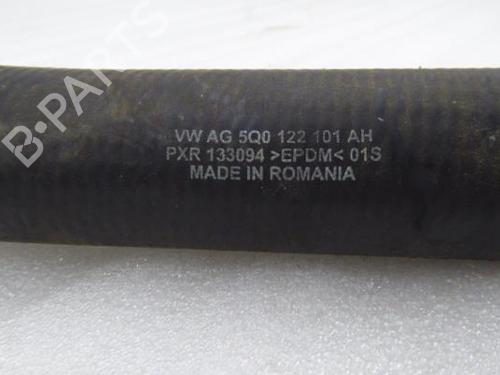 B-PARTS
VW AG 5Q0 122 101 AH
PXR 133094 >EPDM< 01S
MADE IN ROMANIA